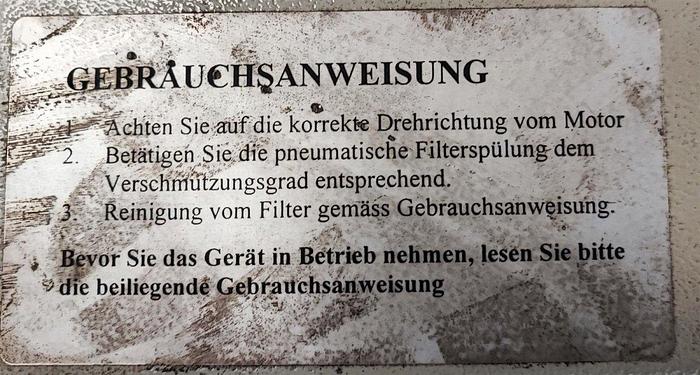 GEBRAUCHSANWEISUNG
1. Achten Sie auf die korrekte Drehrichtung vom Motor
2. Betätigen Sie die pneumatische Filterspülung dem
Verschmutzungsgrad entsprechend.
3. Reinigung vom Filter gemäss Gebrauchsanweisung.
Bevor Sie das Gerät in Betrieb nehmen, lesen Sie bitte
die beiliegende Gebrauchsanweisung